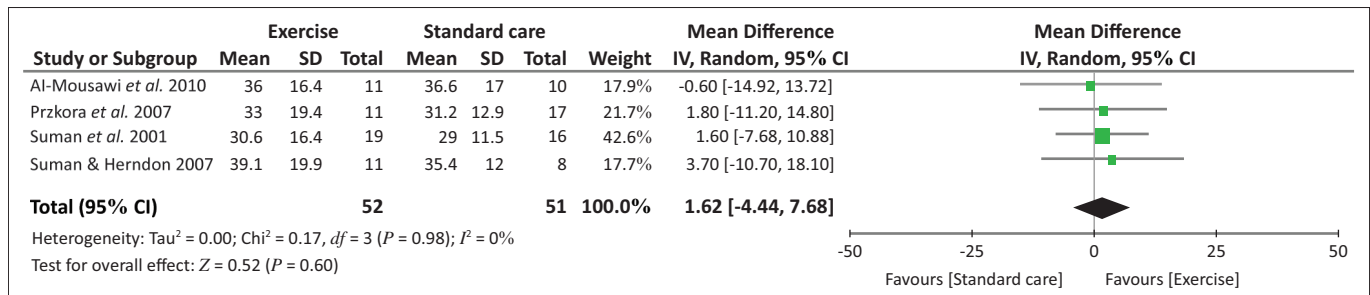 Exercise Standard care Mean Difference Mean Difference
Study or Subgroup Mean SD Total Mean SD Total Weight IV, Random, 95% CI IV, Random, 95% CI
Al-Mousawi et al. 2010 36 16.4 11 36.6 17 10 17.9% -0.60 [-14.92, 13.72]
Przkora et al. 2007 33 19.4 11 31.2 12.9 17 21.7% 1.80 [-11.20, 14.80]
Suman et al. 2001 30.6 16.4 19 29 11.5 16 42.6% 1.60 [-7.68, 10.88]
Suman & Herndon 2007 39.1 19.9 11 35.4 12 8 17.7% 3.70 [-10.70, 18.10]
Total (95% CI) 52 51 100.0% 1.62 [-4.44, 7.68]
Heterogeneity: Tau² = 0.00; Chi² = 0.17, df = 3 (P = 0.98); I² = 0%
Test for overall effect: Z = 0.52 (P = 0.60)
-50 -25 0 25 50
Favours [Standard care] Favours [Exercise]